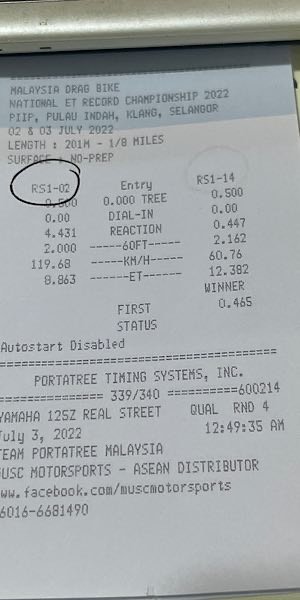 MALAYSIA DRAG BIKE
NATIONAL ET RECORD CHAMPIONSHIP 2022
PIIP, PULAU INDAH, KLANG, SELANGOR
02 & 03 JULY 2022
LENGTH : 201M - 1/8 MILES
SURFACE : NO-PREP
RS1-02 Entry RS1-14
0.500 0.000 TREE 0.500
0.00 DIAL-IN 0.00
4.431 REACTION 0.447
2.000 ------60FT----- 2.162
119.68 ------KM/H----- 60.76
8.863 ------ET------- 12.382
WINNER
FIRST 0.465
STATUS
Autostart Disabled
PORTATREE TIMING SYSTEMS, INC.
================ 339/340 ==========600214
YAMAHA 125Z REAL STREET QUAL RND 4
July 3, 2022 12:49:35 AM
TEAM PORTATREE MALAYSIA
MUSC MOTORSPORTS - ASEAN DISTRIBUTOR
ww.facebook.com/muscmotorsports
6016-6681490